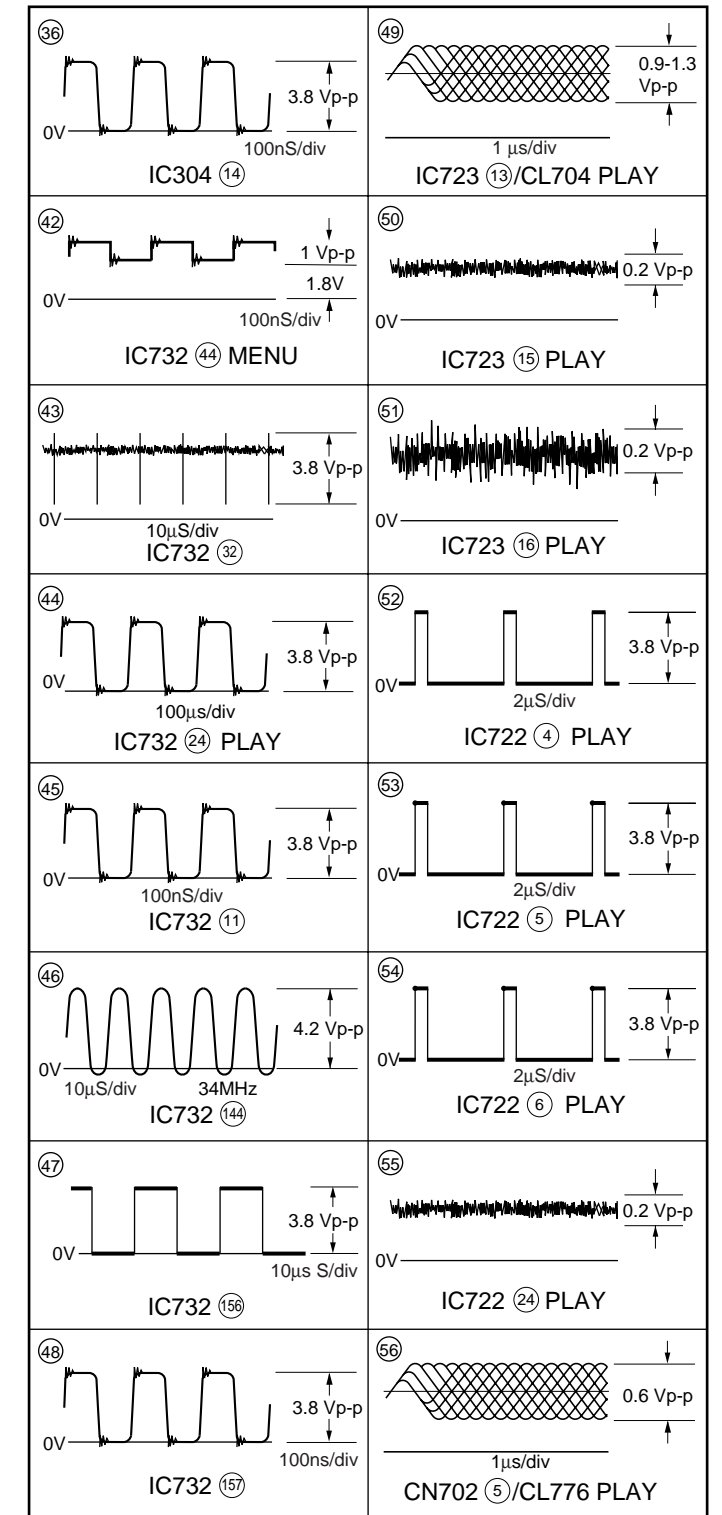 36
3.8 Vp-p
0V
100nS/div
IC304 14
42
1 Vp-p
1.8V
0V
100nS/div
IC732 44 MENU
43
3.8 Vp-p
0V
10μS/div
IC732 32
44
3.8 Vp-p
0V
100μs/div
IC732 24 PLAY
45
3.8 Vp-p
0V
100nS/div
IC732 11
46
4.2 Vp-p
0V
10μS/div 34MHz
IC732 144
47
3.8 Vp-p
0V
10μs S/div
IC732 156
48
3.8 Vp-p
0V
100ns/div
IC732 157
49
0.9-1.3
Vp-p
1 μs/div
IC723 13/CL704 PLAY
50
0.2 Vp-p
0V
IC723 15 PLAY
51
0.2 Vp-p
0V
IC723 16 PLAY
52
3.8 Vp-p
0V
2μS/div
IC722 4 PLAY
53
3.8 Vp-p
0V
2μS/div
IC722 5 PLAY
54
3.8 Vp-p
0V
2μS/div
IC722 6 PLAY
55
0.2 Vp-p
0V
IC722 24 PLAY
56
0.6 Vp-p
1μs/div
CN702 5/CL776 PLAY